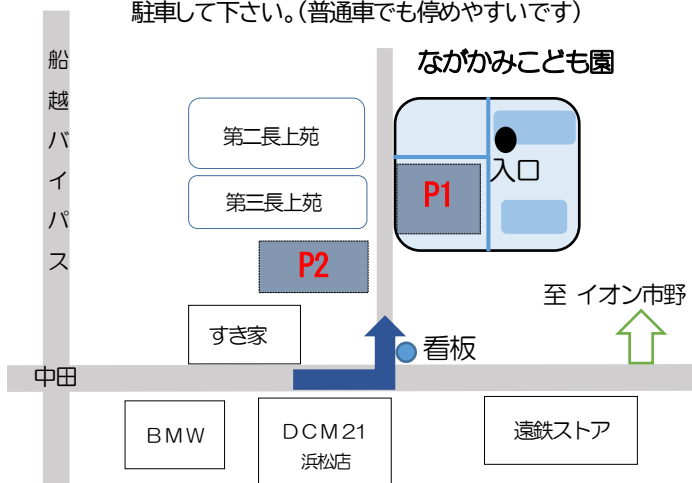 駐車して下さい。(普通車でも停めやすいです)
ながかみこども園
船越バイパス
第二長上苑
入口
P1
第三長上苑
P2
至 イオン市野
すき家
看板
中田
BMW
DCM21
浜松店
遠鉄ストア